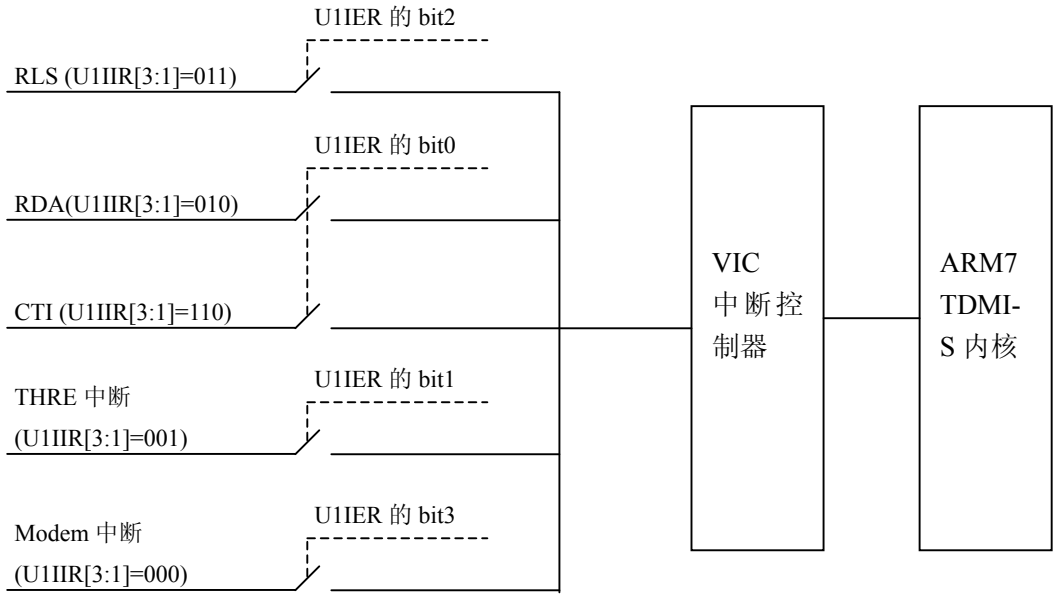 U1IER 的 bit2
RLS (U1IIR[3:1]=011)
U1IER 的 bit0
RDA(U1IIR[3:1]=010)
CTI (U1IIR[3:1]=110)
U1IER 的 bit1
THRE 中断
(U1IIR[3:1]=001)
U1IER 的 bit3
Modem 中断
(U1IIR[3:1]=000)
VIC
中断控
制器
ARM7
TDMI-
S 内核